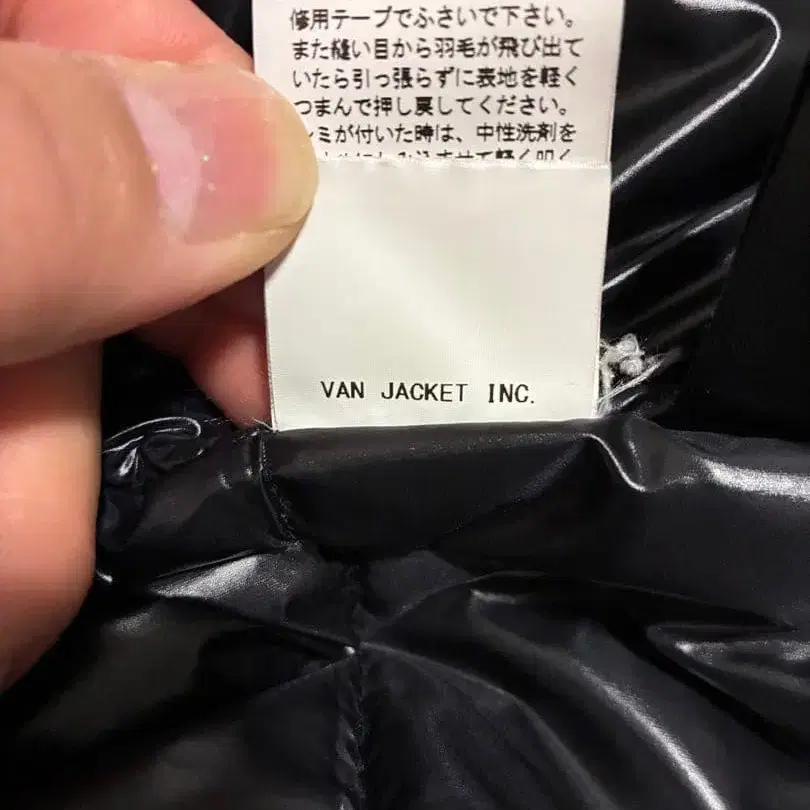 修用テープでふさいで下さい。
また縫い目から羽毛が飛び出て
いたら引っ張らずに表地を軽く
つまんで押し戻してください。
シミが付いた時は、中性洗剤を
VAN JACKET INC.